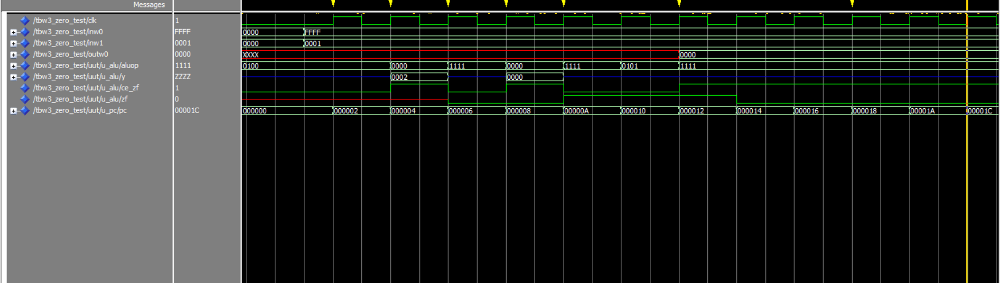 Messages
/tbw3_zero_test/clk 1
/tbw3_zero_test/inw0 FFFF 0000 FFFF
/tbw3_zero_test/inw1 0001 0000 0001
/tbw3_zero_test/outw0 0000 XXXX 0000
/tbw3_zero_test/uut/u_alu/aluop 1111 0100 0000 1111 0000 1111 0101 1111
/tbw3_zero_test/uut/u_alu/y ZZZZ 0002 0000
/tbw3_zero_test/uut/u_alu/ce_zf 1
/tbw3_zero_test/uut/u_alu/zf 0
/tbw3_zero_test/uut/u_pc/pc 00001C 000000 000002 000004 000006 000008 00000A 000010 000012 000014 000016 000018 00001A 00001C